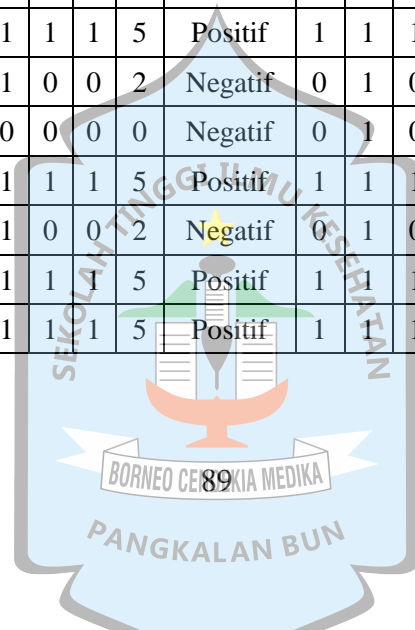 1 1 1 5 Positif 1 1 1
1 0 0 2 Negatif 0 1 0
0 0 0 0 Negatif 0 1 0
1 1 1 5 Positif 1 1 1
1 0 0 2 Negatif 0 1 0
1 1 1 5 Positif 1 1 1
1 1 1 5 Positif 1 1 1
SEKOLAH TINGGI ILMU KESEHATAN
BORNEO CENDEKIA MEDIKA
89
PANGKALAN BUN